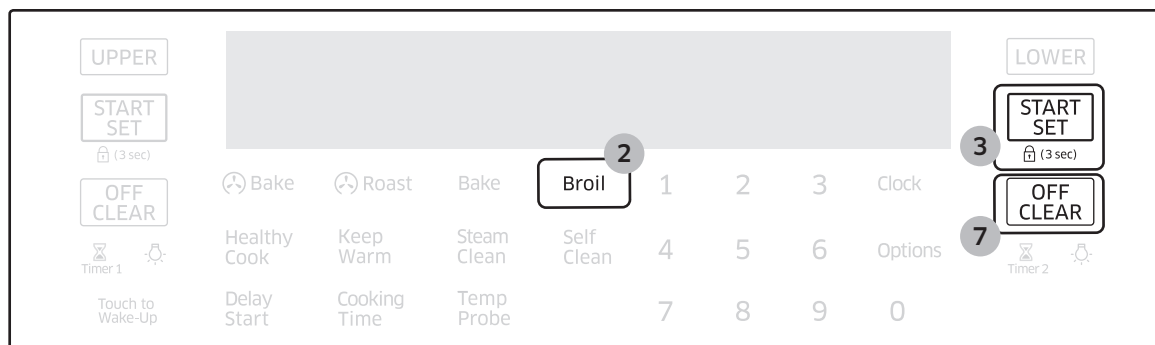 UPPER
LOWER
START
SET
(3 sec)
START
SET
3
(3 sec)
2
Bake
Roast
Bake
Broil
1
2
3
Clock
OFF
CLEAR
OFF
CLEAR
7
Healthy
Cook
Keep
Warm
Steam
Clean
Self
Clean
4
5
6
Options
Timer 1
Timer 2
Touch to
Wake-Up
Delay
Start
Cooking
Time
Temp
Probe
7
8
9
0